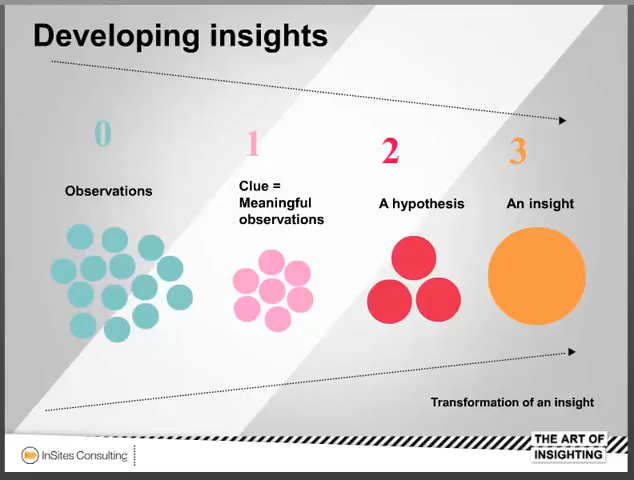 Developing insights
0
1
2
3
Observations
Clue =
Meaningful
observations
A hypothesis
An insight
Transformation of an insight
InSites Consulting
THE ART OF
INSIGHTING